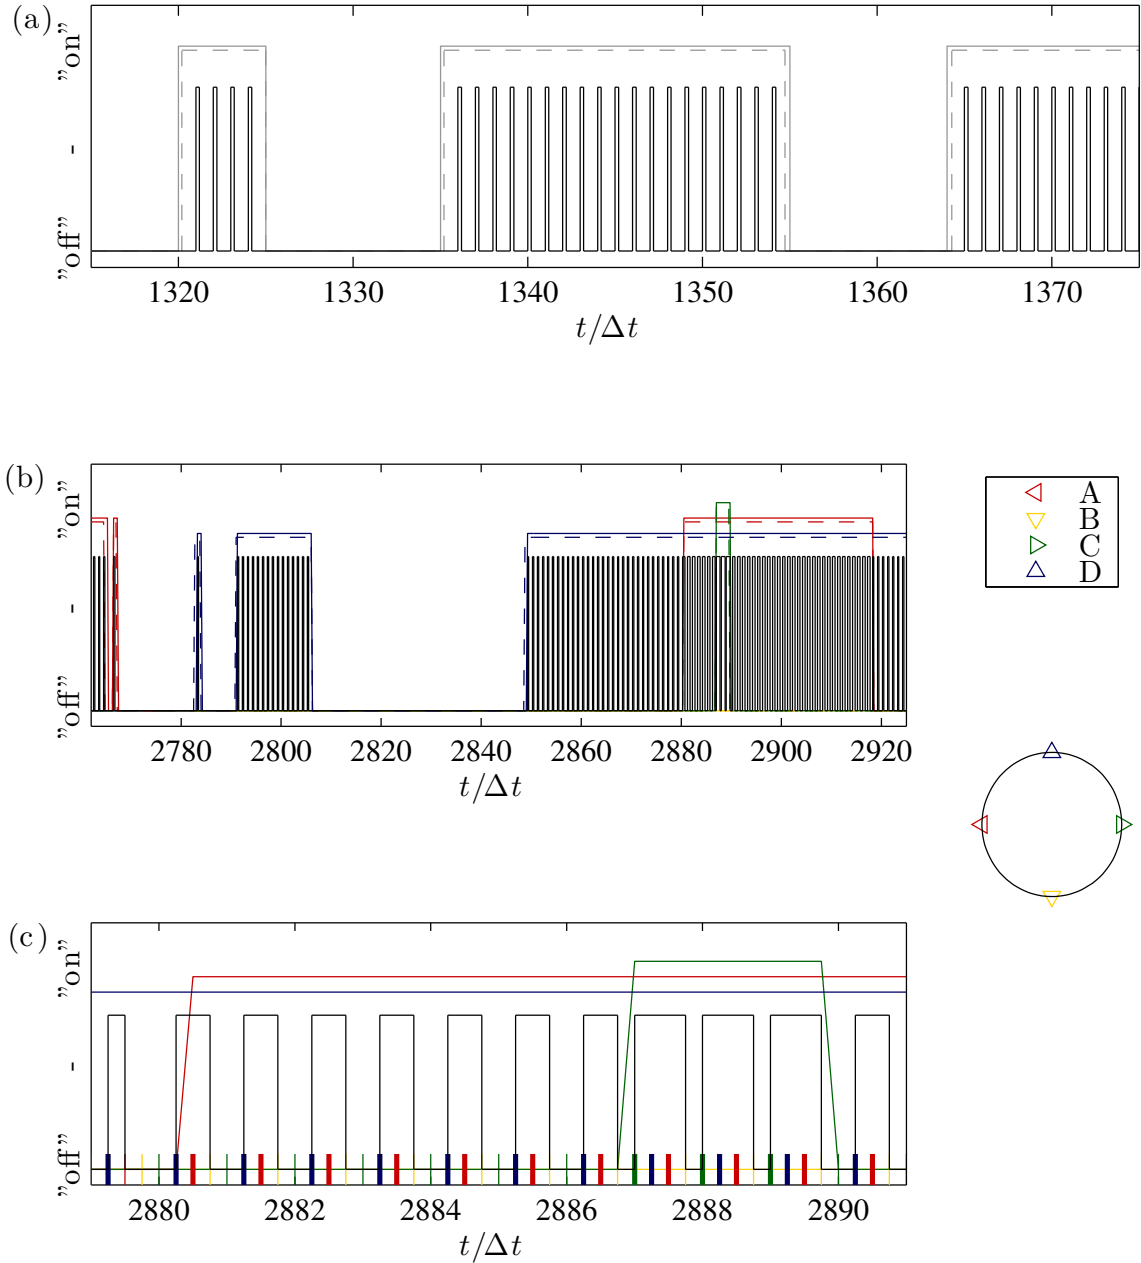 (a)
”on”
-
”off”
1320 1330 1340 1350 1360 1370
t/Δt
(b)
”on”
-
”off”
2780 2800 2820 2840 2860 2880 2900 2920
t/Δt
A
B
C
D
(c)
”on”
-
”off”
2880 2882 2884 2886 2888 2890
t/Δt